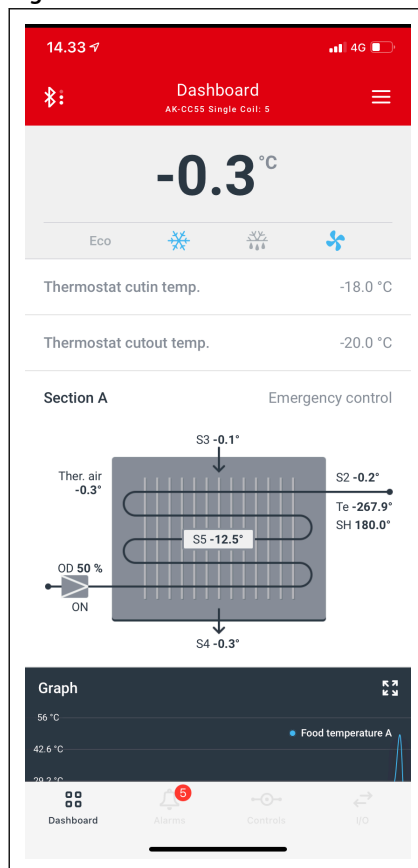 14.33
4G
Dashboard
AK-CC55 Single Coil: 5
-0.3°C
Eco
Thermostat cutin temp. -18.0 °C
Thermostat cutout temp. -20.0 °C
Section A Emergency control
S3 -0.1°
Ther. air
-0.3°
S2 -0.2°
Te -267.9°
SH 180.0°
S5 -12.5°
OD 50 %
ON
S4 -0.3°
Graph
56 °C
Food temperature A
42.6 °C
29.2 °C
5
Dashboard Alarms Controls I/O